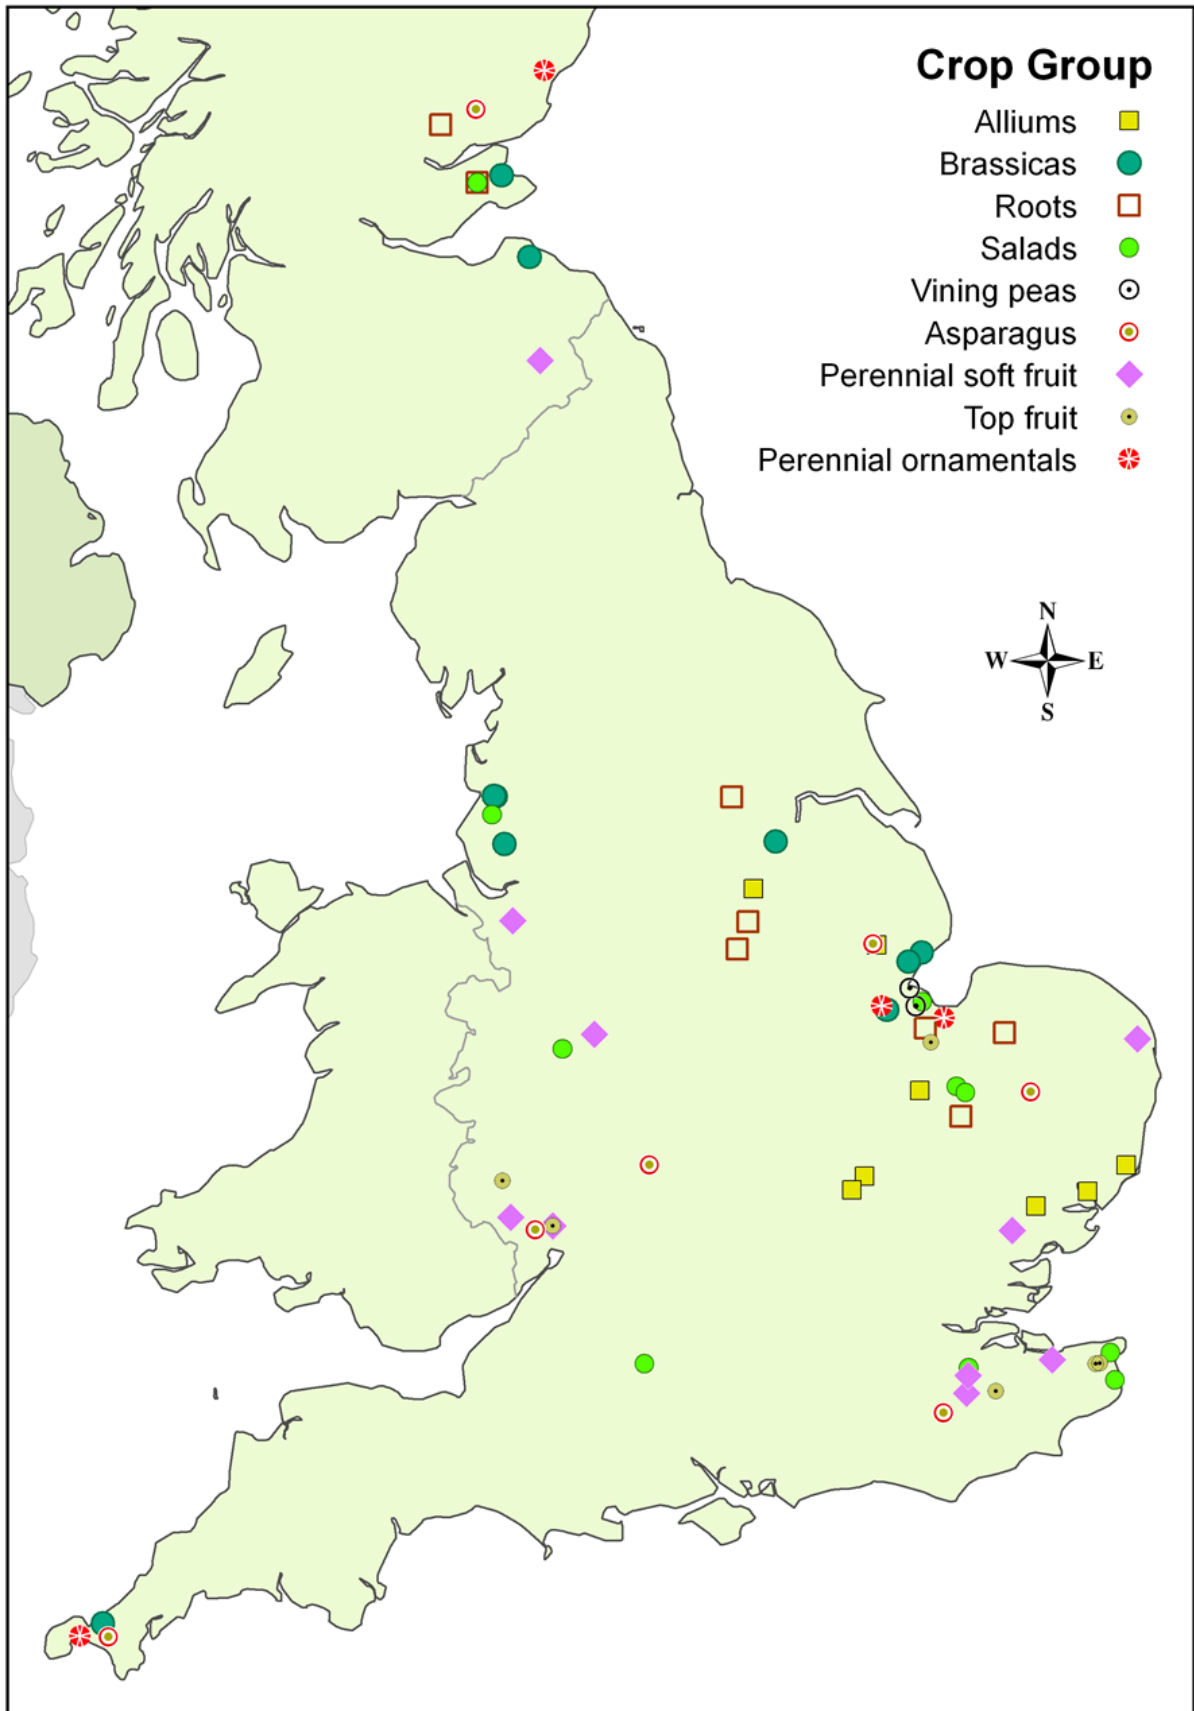 Crop Group
Alliums
Brassicas
Roots
Salads
Vining peas
Asparagus
Perennial soft fruit
Top fruit
Perennial ornamentals
N
W E
S